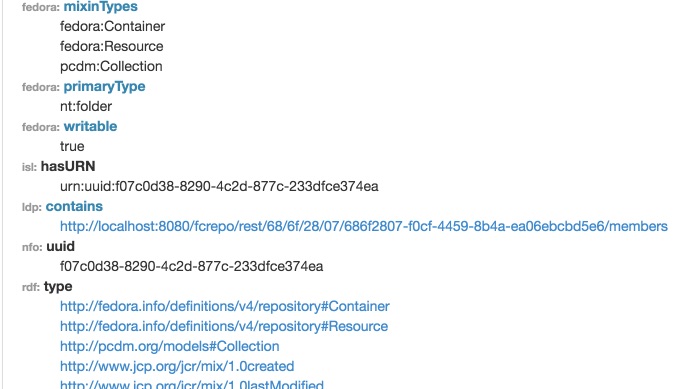 fedora: mixinTypes
fedora:Container
fedora:Resource
pcdm:Collection
fedora: primaryType
nt:folder
fedora: writable
true
isl: hasURN
urn:uuid:f07c0d38-8290-4c2d-877c-233dfce374ea
ldp: contains
http://localhost:8080/fcrepo/rest/68/6f/28/07/686f2807-f0cf-4459-8b4a-ea06ebcbd5e6/members
nfo: uuid
f07c0d38-8290-4c2d-877c-233dfce374ea
rdf: type
http://fedora.info/definitions/v4/repository#Container
http://fedora.info/definitions/v4/repository#Resource
http://pcdm.org/models#Collection
http://www.jcp.org/jcr/mix/1.0created
http://www.jcp.org/jcr/mix/1.0lastModified